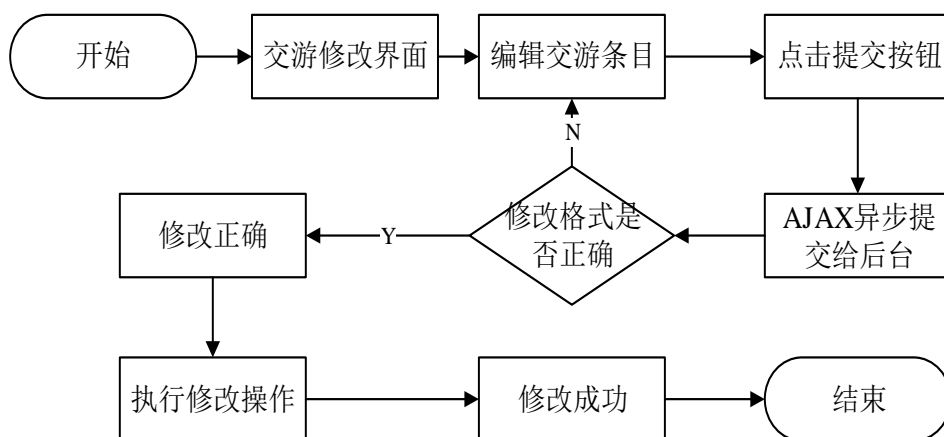 开始
交游修改界面
编辑交游条目
点击提交按钮
N
修改正确
Y
修改格式是
否正确
AJAX异步提
交给后台
执行修改操作
修改成功
结束